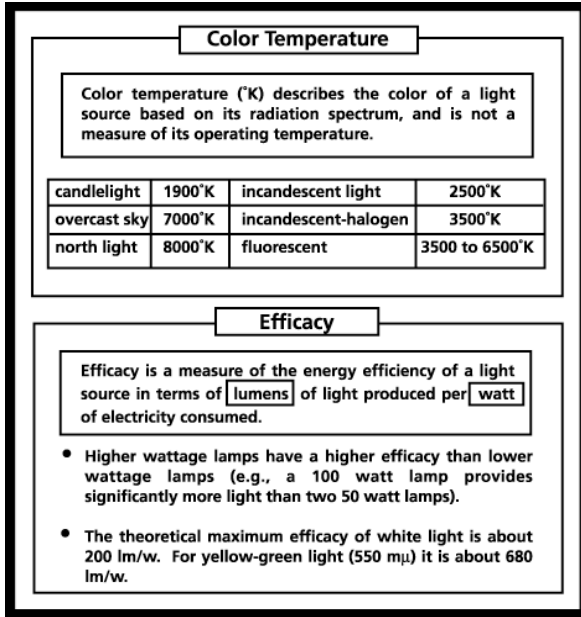 Color Temperature
Color temperature (˚K) describes the color of a light
source based on its radiation spectrum, and is not a
measure of its operating temperature.
candlelight 1900˚K incandescent light 2500˚K
overcast sky 7000˚K incandescent-halogen 3500˚K
north light 8000˚K fluorescent 3500 to 6500˚K
Efficacy
Efficacy is a measure of the energy efficiency of a light
source in terms of lumens of light produced per watt
of electricity consumed.
• Higher wattage lamps have a higher efficacy than lower
wattage lamps (e.g., a 100 watt lamp provides
significantly more light than two 50 watt lamps).
• The theoretical maximum efficacy of white light is about
200 lm/w. For yellow-green light (550 mµ) it is about 680
lm/w.